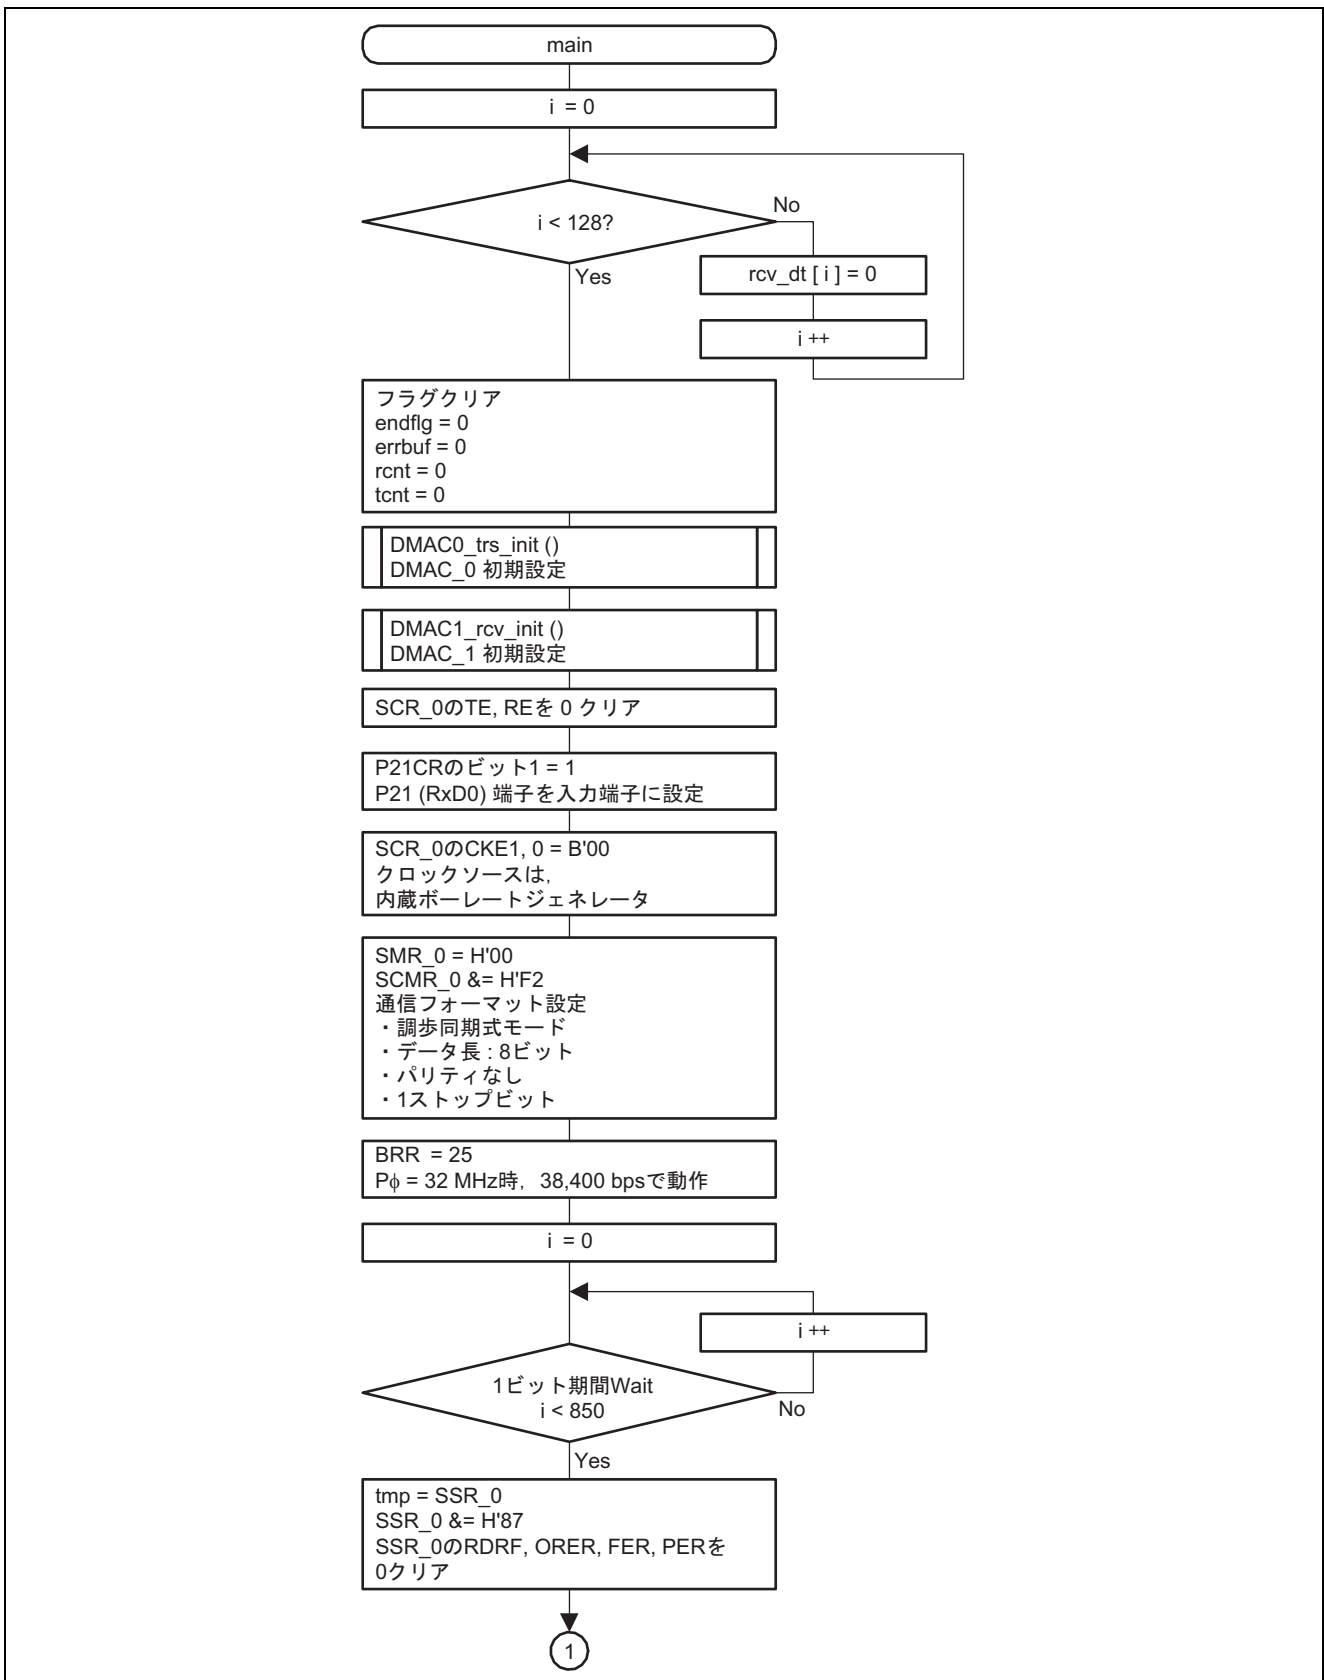 main
i = 0
i < 128?
No
Yes
rcv_dt [ i ] = 0
i ++
フラグクリア
endflg = 0
errbuf = 0
rcnt = 0
tcnt = 0
DMAC0_trs_init ()
DMAC_0 初期設定
DMAC1_rcv_init ()
DMAC_1 初期設定
SCR_0のTE, REを 0 クリア
P21CRのビット1 = 1
P21 (RxD0) 端子を入力端子に設定
SCR_0のCKE1, 0 = B'00
クロックソースは,
内蔵ボーレートジェネレータ
SMR_0 = H'00
SCMR_0 &= H'F2
通信フォーマット設定
・調歩同期式モード
・データ長 : 8ビット
・パリティなし
・1ストップビット
BRR = 25
Pϕ = 32 MHz時, 38,400 bpsで動作
i = 0
i ++
1ビット期間Wait
i < 850
No
Yes
tmp = SSR_0
SSR_0 &= H'87
SSR_0のRDRF, ORER, FER, PERを
0クリア
1